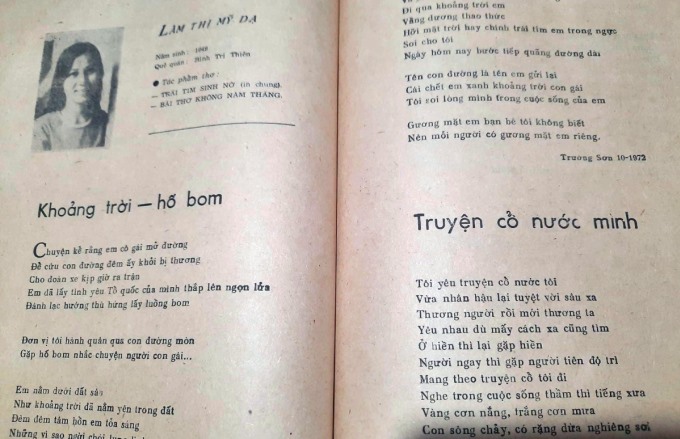 LÂM THỊ MỸ DẠ
Năm sinh : 1949
Quê quán : Bình Trị Thiên
● Tác phẩm thơ :
— TRÁI TIM SINH NỞ (in chung).
— BÀI THƠ KHÔNG NĂM THÁNG.
Khoảng trời — hố bom
Chuyện kể rằng em cô gái mở đường
Để cứu con đường đêm ấy khỏi bị thương
Cho đoàn xe kịp giờ ra trận
Em đã lấy tình yêu Tổ quốc của mình thắp lên ngọn lửa
Đánh lạc hướng thù hứng lấy luồng bom
Đơn vị tôi hành quân qua con đường mòn
Gặp hố bom nhắc chuyện người con gái...
Em nằm dưới đất sâu
Như khoảng trời đã nằm yên trong đất
Đêm đêm tâm hồn em tỏa sáng
Những vì sao ngời chói lung linh
Đi qua khoảng trời em
Vầng dương thao thức
Hỡi mặt trời hay chính trái tim em trong ngực
Soi cho tôi
Ngày hôm nay bước tiếp quãng đường dài
Tên con đường là tên em gửi lại
Cái chết em xanh khoảng trời con gái
Tôi soi lòng mình trong cuộc sống của em
Gương mặt em bạn bè tôi không biết
Nên mỗi người có gương mặt em riêng.
Trường Sơn 10-1972
Truyện cổ nước mình
Tôi yêu truyện cổ nước tôi
Vừa nhân hậu lại tuyệt vời sâu xa
Thương người rồi mới thương ta
Yêu nhau dù mấy cách xa cũng tìm
Ở hiền thì lại gặp hiền
Người ngay thì gặp người tiên độ trì
Mang theo truyện cổ tôi đi
Nghe trong cuộc sống thầm thì tiếng xưa
Vàng cơn nắng, trắng cơn mưa
Con sông chảy, có rặng dừa nghiêng soi